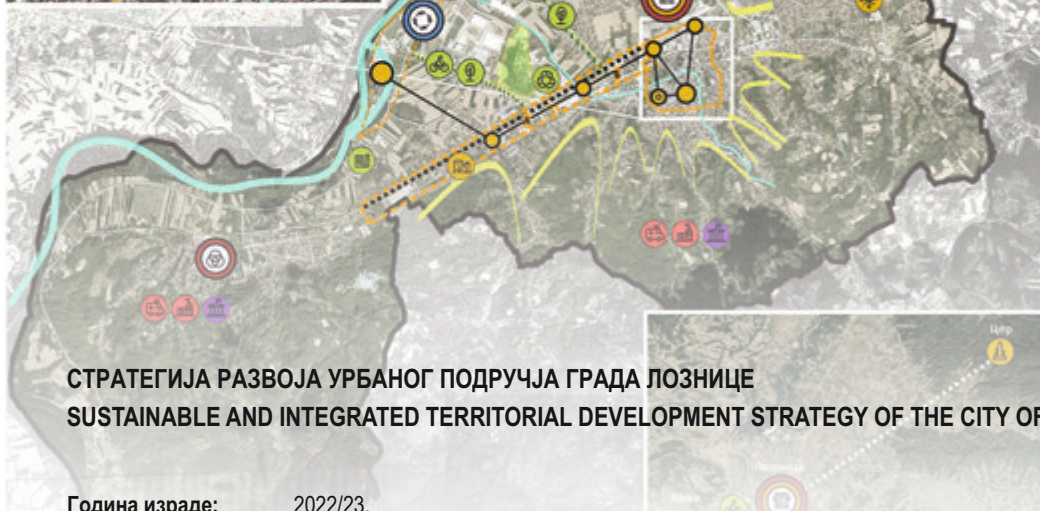 Цер
СТРАТЕГИЈА РАЗВОЈА УРБАНОГ ПОДРУЧЈА ГРАДА ЛОЗНИЦЕ
SUSTAINABLE AND INTEGRATED TERRITORIAL DEVELOPMENT STRATEGY OF THE CITY OF
Година израде: 2022/23.